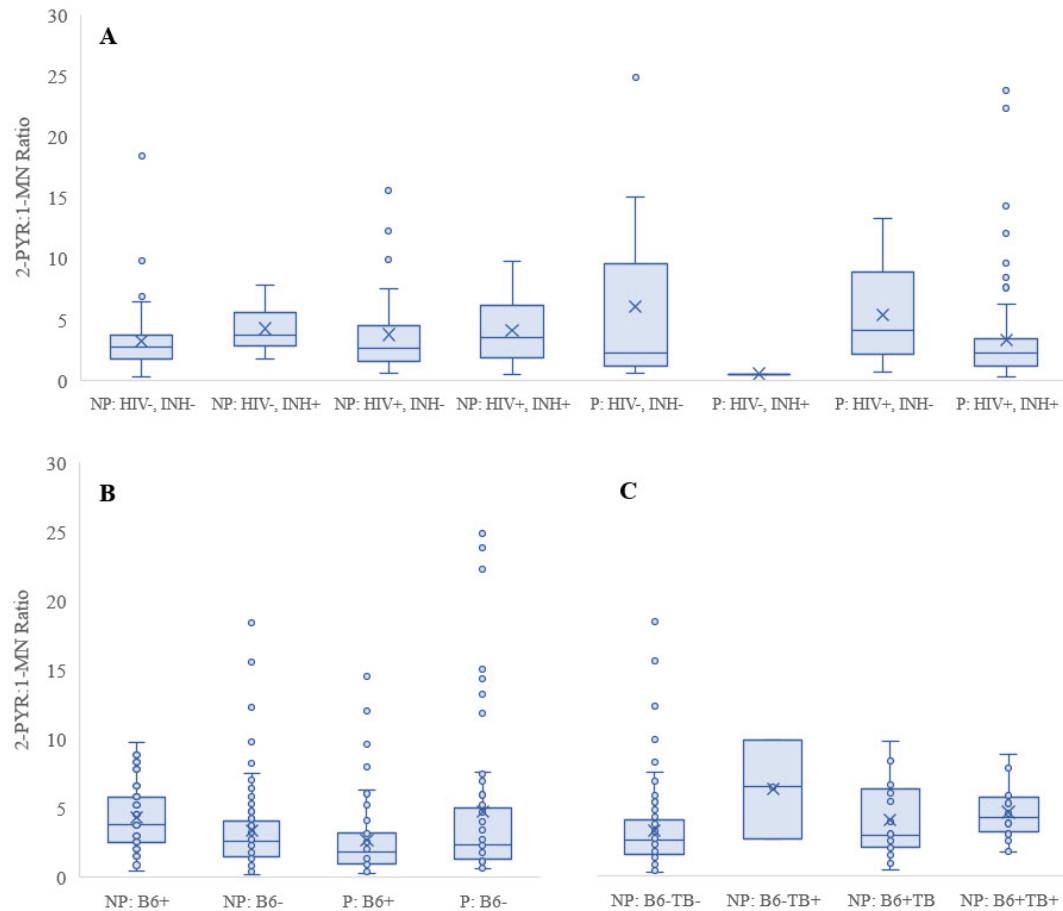 A
2-PYR:1-MN Ratio
30
25
20
15
10
5
0
NP: HIV-, INH- NP: HIV-, INH+ NP: HIV+, INH- NP: HIV+, INH+ P: HIV-, INH- P: HIV-, INH+ P: HIV+, INH- P: HIV+, INH+
B
2-PYR:1-MN Ratio
30
25
20
15
10
5
0
NP: B6+ NP: B6- P: B6+ P: B6-
C
NP: B6-TB- NP: B6-TB+ NP: B6+TB NP: B6+TB+